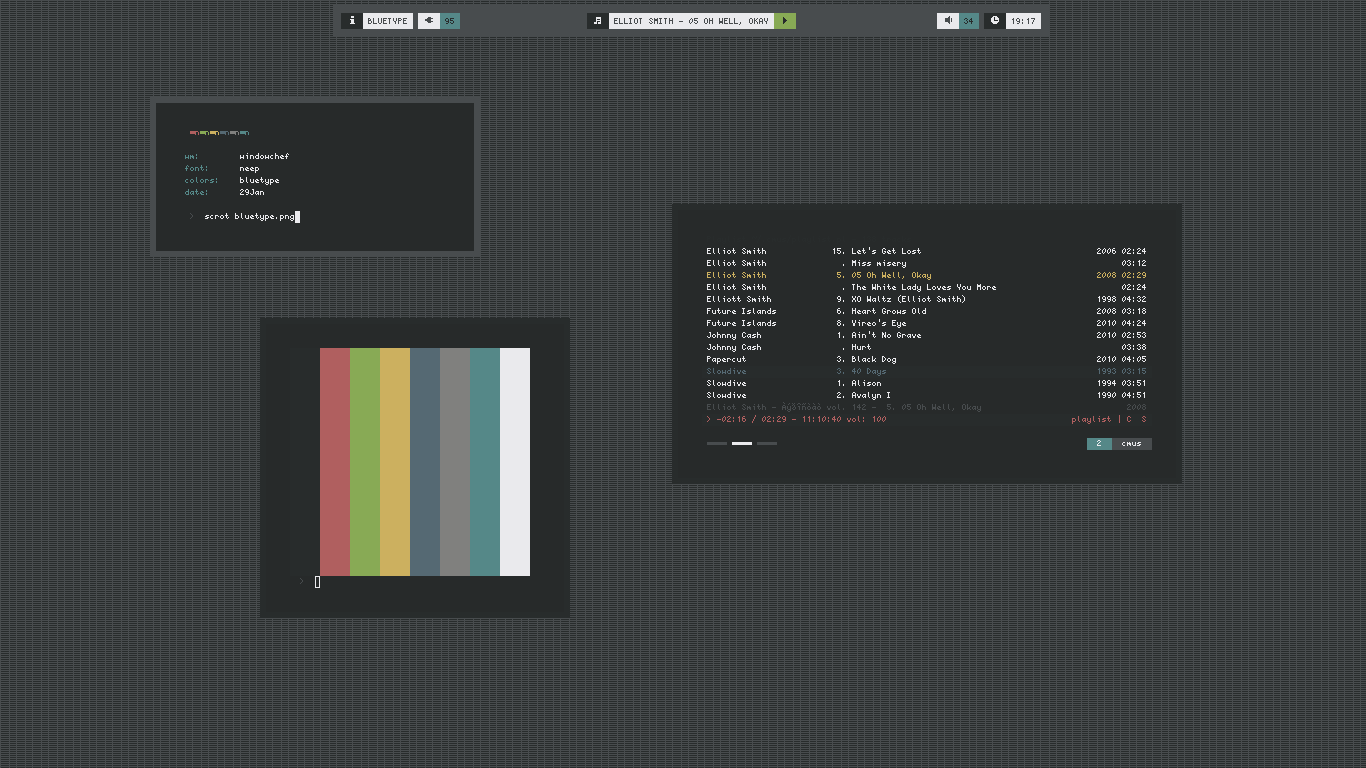 BLUETYPE 95 ELLIOT SMITH - 05 OH WELL, OKAY 34 19:17
wm: windowchef
font: neep
colors: bluetype
date: 29Jan
> scrot bluetype.png
Elliot Smith 15. Let's Get Lost 2006 02:24
Elliot Smith . Miss misery 03:12
Elliot Smith 5. 05 Oh Well, Okay 2008 02:29
Elliot Smith . The White Lady Loves You More 02:24
Elliott Smith 9. XO Waltz (Elliot Smith) 1998 04:32
Future Islands 6. Heart Grows Old 2008 03:18
Future Islands 8. Vireo's Eye 2010 04:24
Johnny Cash 1. Ain't No Grave 2010 02:53
Johnny Cash . Hurt 03:38
Papercut 3. Black Dog 2010 04:05
Slowdive 3. 40 Days 1993 03:15
Slowdive 1. Alison 1994 03:51
Slowdive 2. Avalyn I 1990 04:51
Elliot Smith - vol. 142 - 5. 05 Oh Well, Okay 2008
> -02:16 / 02:29 - 11:10:40 vol: 100 playlist | C S
2 cmus
>